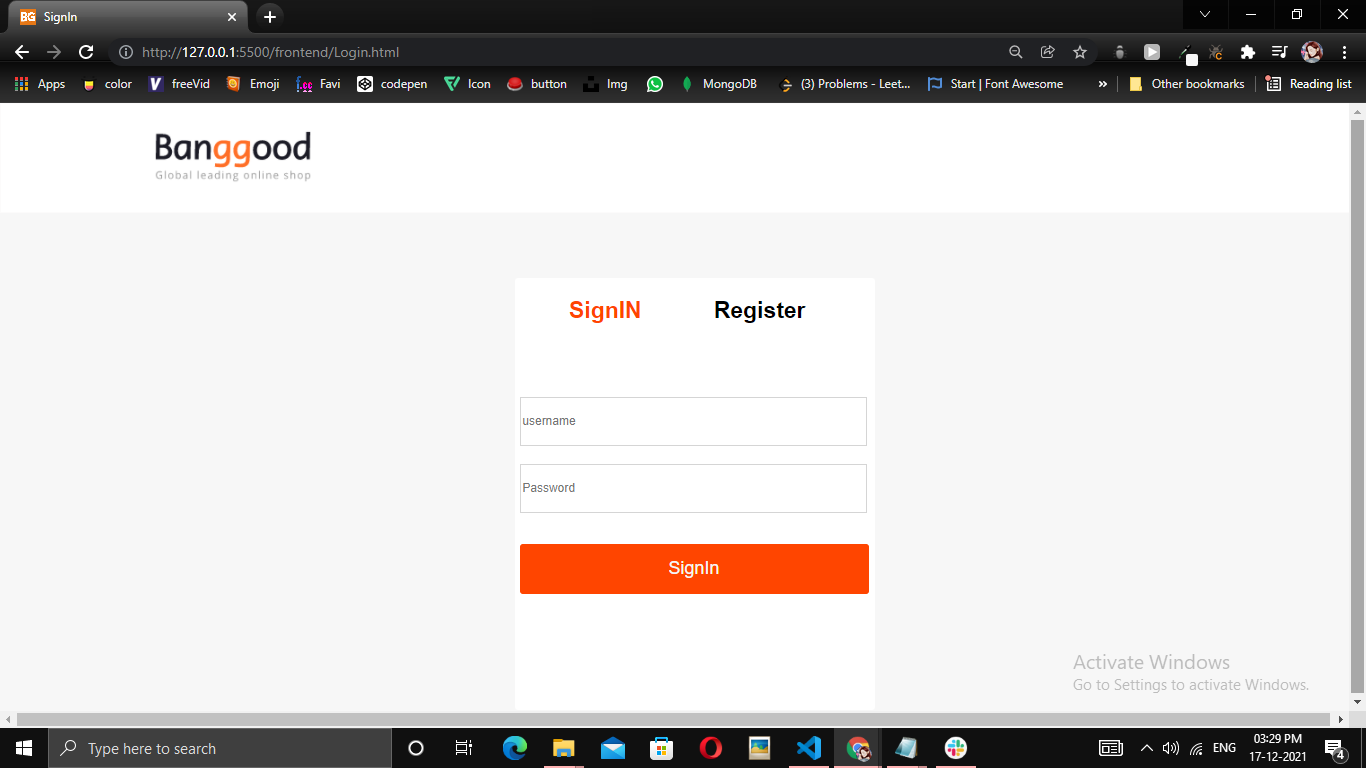 BG SignIn
http://127.0.0.1:5500/frontend/Login.html
Apps color V freeVid Emoji f.oc Favi codepen Icon button Img MongoDB (3) Problems - Leet... Start | Font Awesome » Other bookmarks Reading list
Banggood
Global leading online shop
SignIN Register
username
Password
SignIn
Activate Windows
Go to Settings to activate Windows.
Type here to search
ENG
03:29 PM
17-12-2021
4